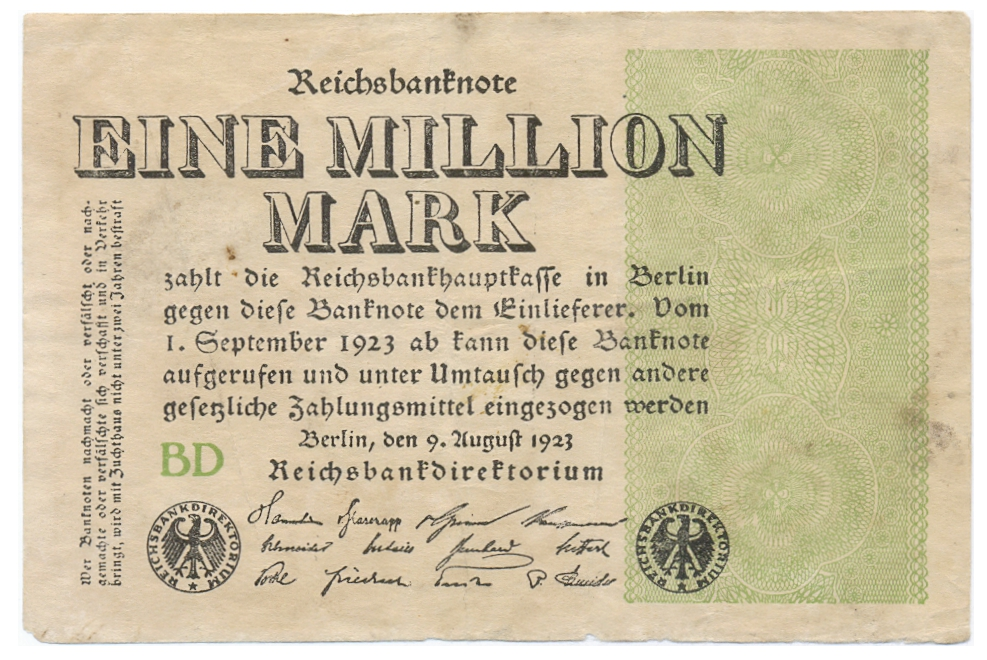 Reichsbanknote
EINE MILLION
MARK
zahlt die Reichsbankhauptkasse in Berlin
gegen diese Banknote dem Einlieferer. Vom
1. September 1923 ab kann diese Banknote
aufgerufen und unter Umtausch gegen andere
gesetzliche Zahlungsmittel eingezogen werden
Berlin, den 9. August 1923
Reichsbankdirektorium
BD
Wer Banknoten nachmacht oder verfälscht oder nach-
gemachte oder verfälschte sich verschafft und in Verkehr
bringt, wird mit Zuchthaus nicht unter zwei Jahren bestraft
REICHSBANKDIREKTORIUM
REICHSBANKDIREKTORIUM